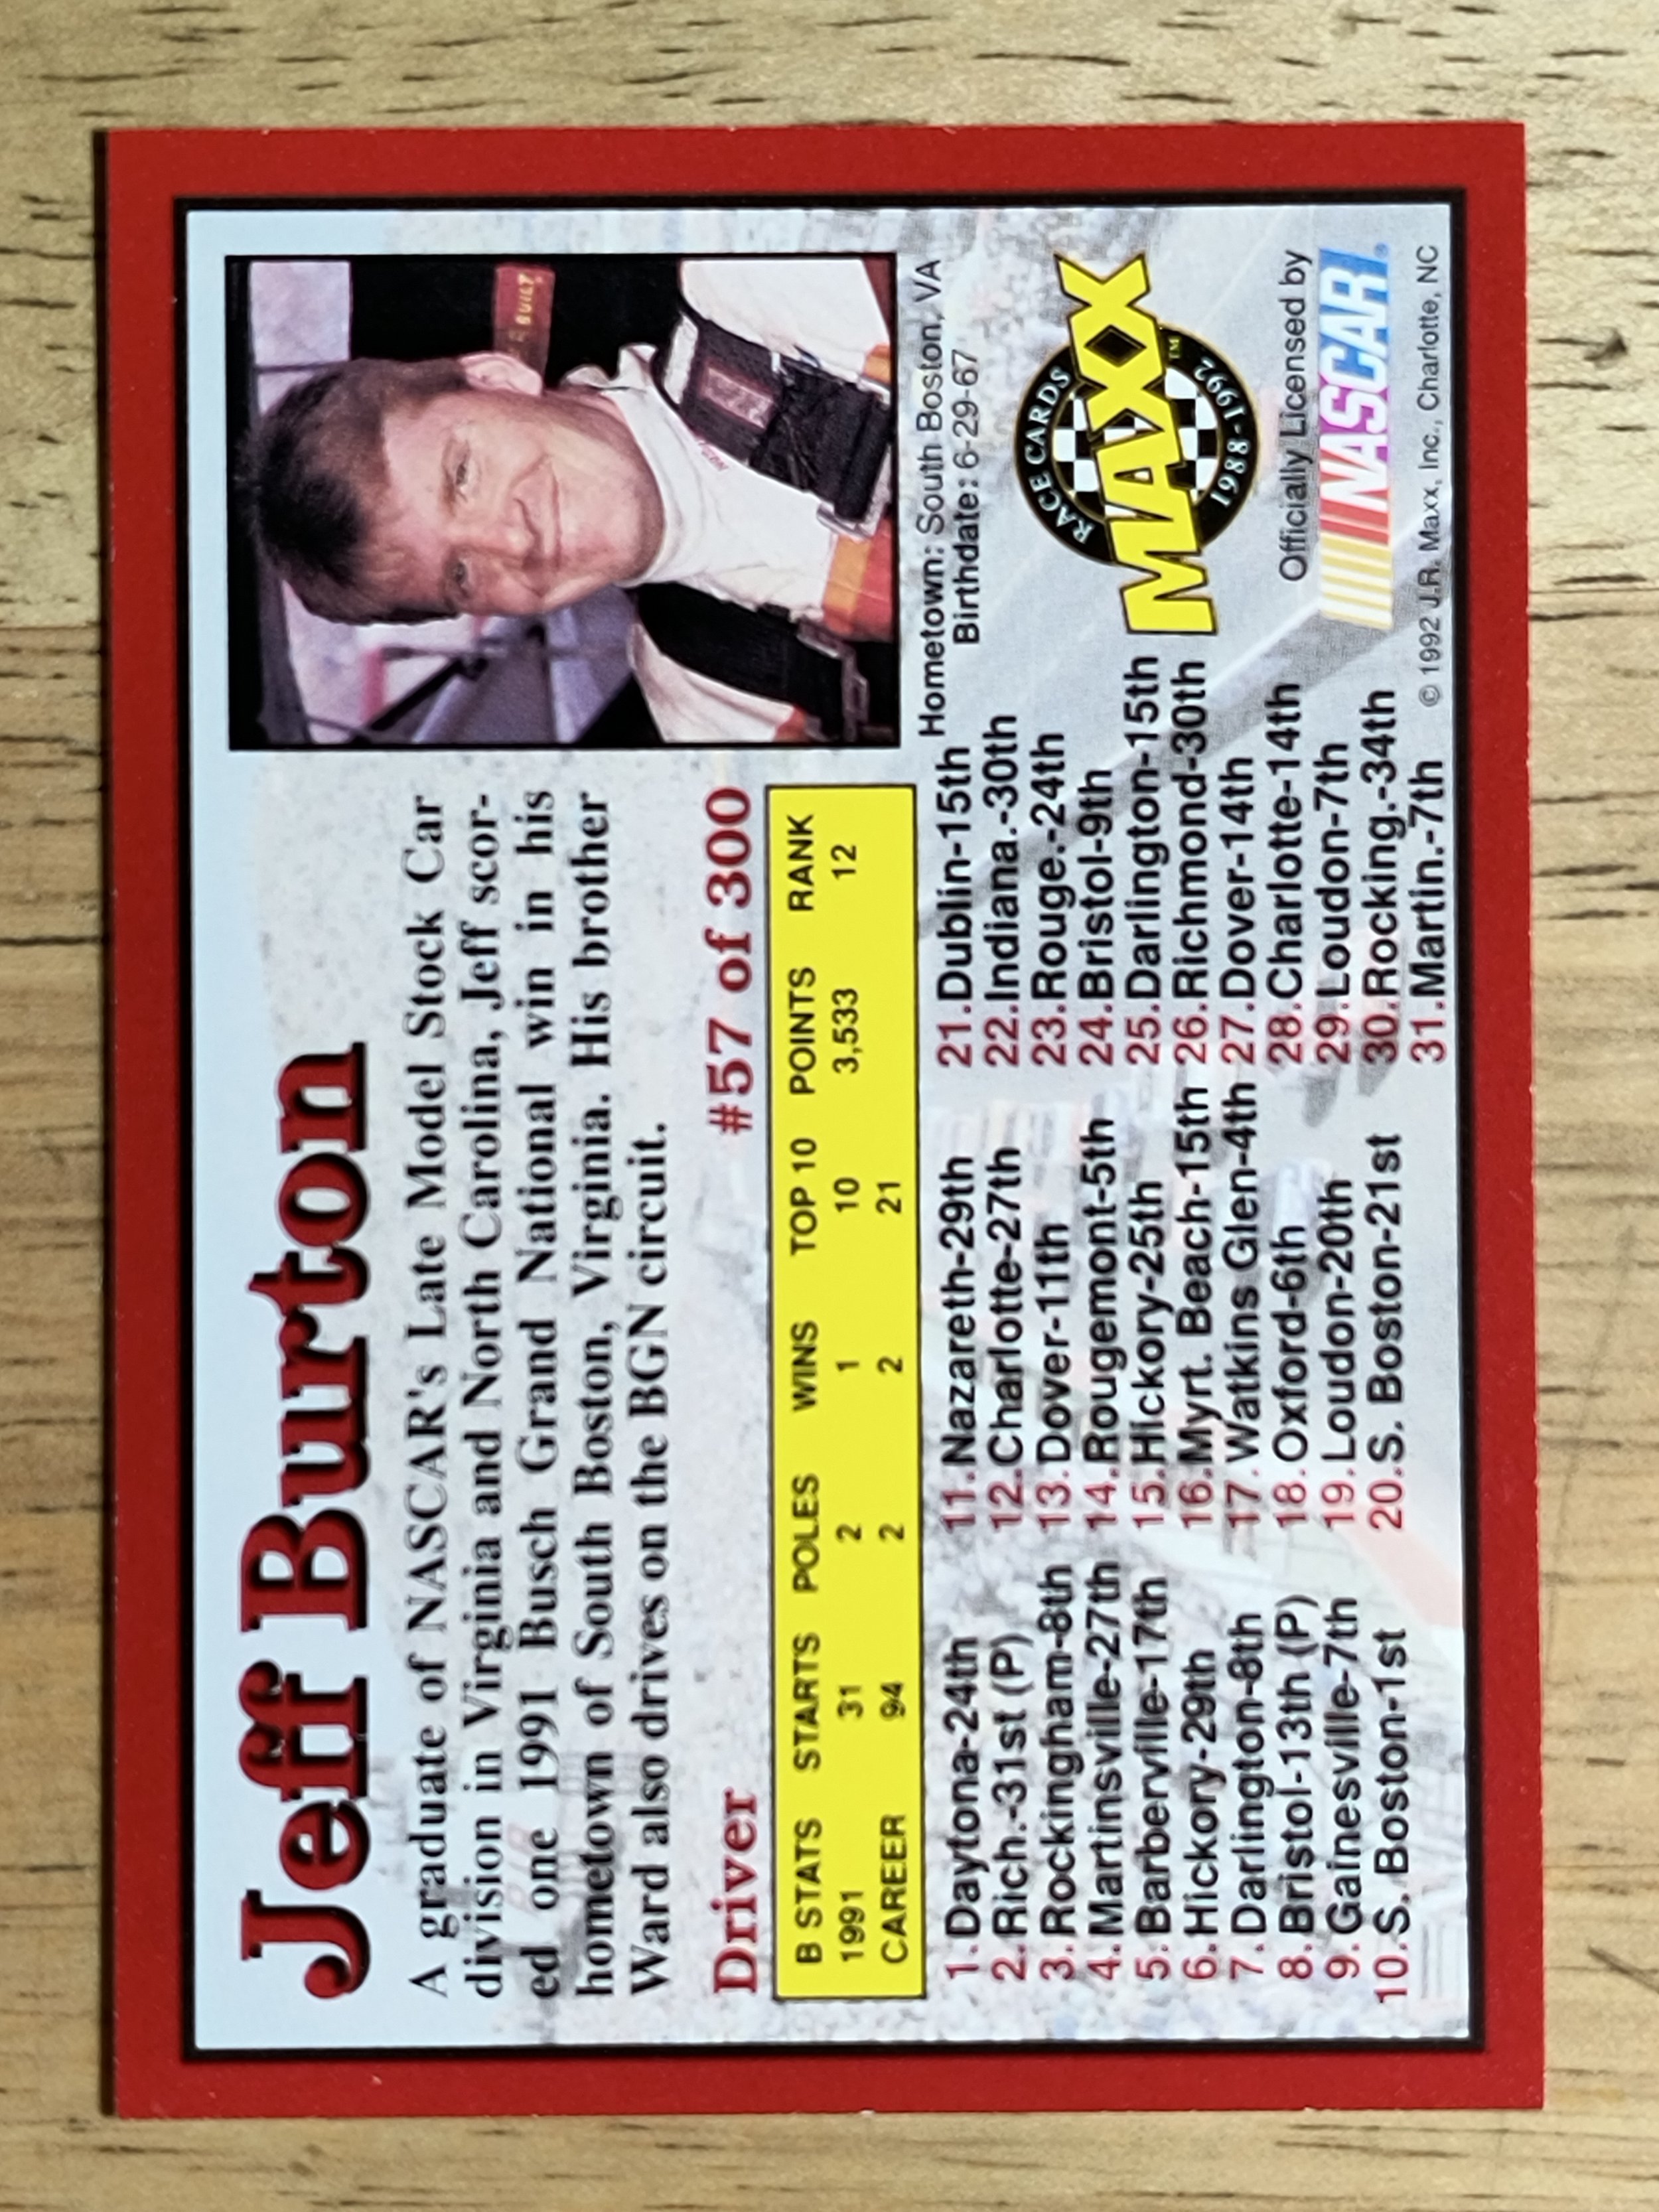 Jeff Burton
A graduate of NASCAR's Late Model Stock Car
division in Virginia and North Carolina, Jeff scor-
ed one 1991 Busch Grand National win in his
hometown of South Boston, Virginia. His brother
Ward also drives on the BGN circuit.
Driver #57 of 300
B STATS STARTS POLES WINS TOP 10 POINTS RANK
1991 31 2 1 10 3,533 12
CAREER 94 2 2 21
BUILT
Hometown: South Boston, VA
Birthdate: 6-29-67
1.Daytona-24th
2.Rich.-31st (P)
3.Rockingham-8th
4.Martinsville-27th
5.Barberville-17th
6.Hickory-29th
7.Darlington-8th
8.Bristol-13th (P)
9.Gainesville-7th
10.S. Boston-1st
11.Nazareth-29th
12.Charlotte-27th
13.Dover-11th
14.Rougemont-5th
15.Hickory-25th
16.Myrt. Beach-15th
17.Watkins Glen-4th
18.Oxford-6th
19.Loudon-20th
20.S. Boston-21st
21.Dublin-15th
22.Indiana.-30th
23.Rouge.-24th
24.Bristol-9th
25.Darlington-15th
26.Richmond-30th
27.Dover-14th
28.Charlotte-14th
29.Loudon-7th
30.Rocking.-34th
31.Martin.-7th
RACE CARDS
MAXX™
1988-1992
Officially Licensed by
NASCAR®
© 1992 J.R. Maxx, Inc., Charlotte, NC